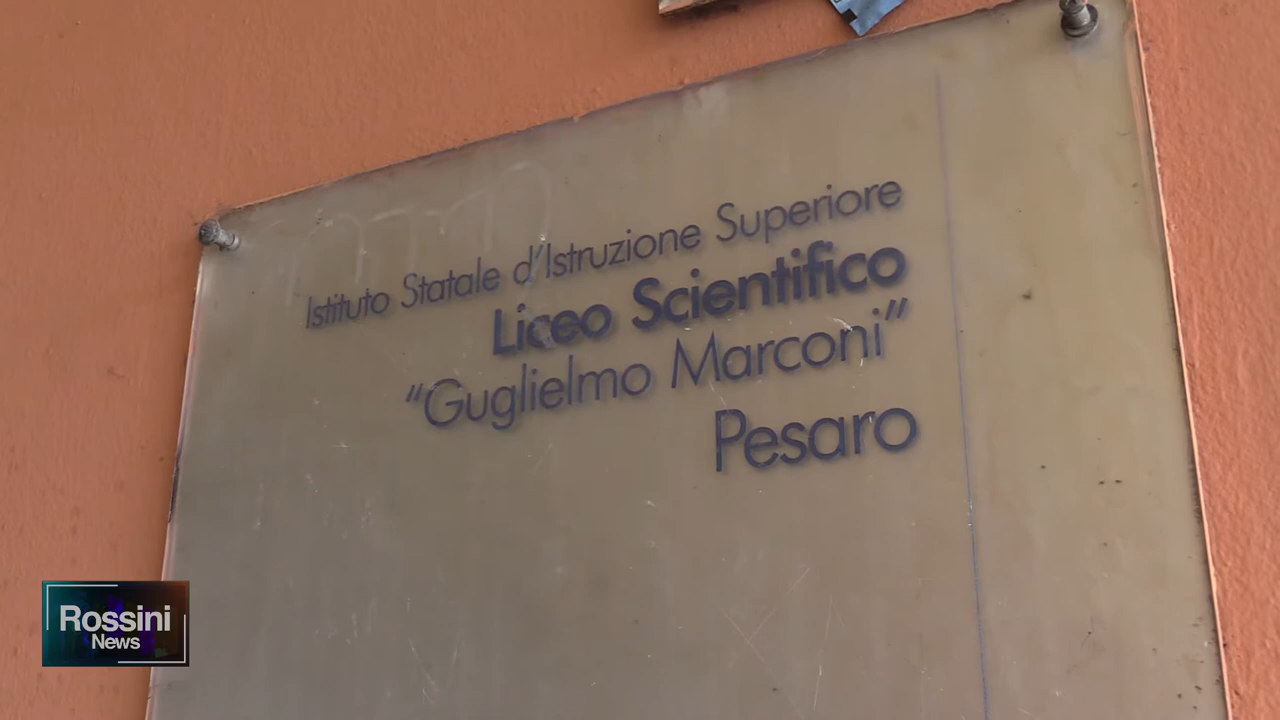 Istituto Statale d'Istruzione Superiore
Liceo Scientifico
"Guglielmo Marconi"
Pesaro
Rossini
News